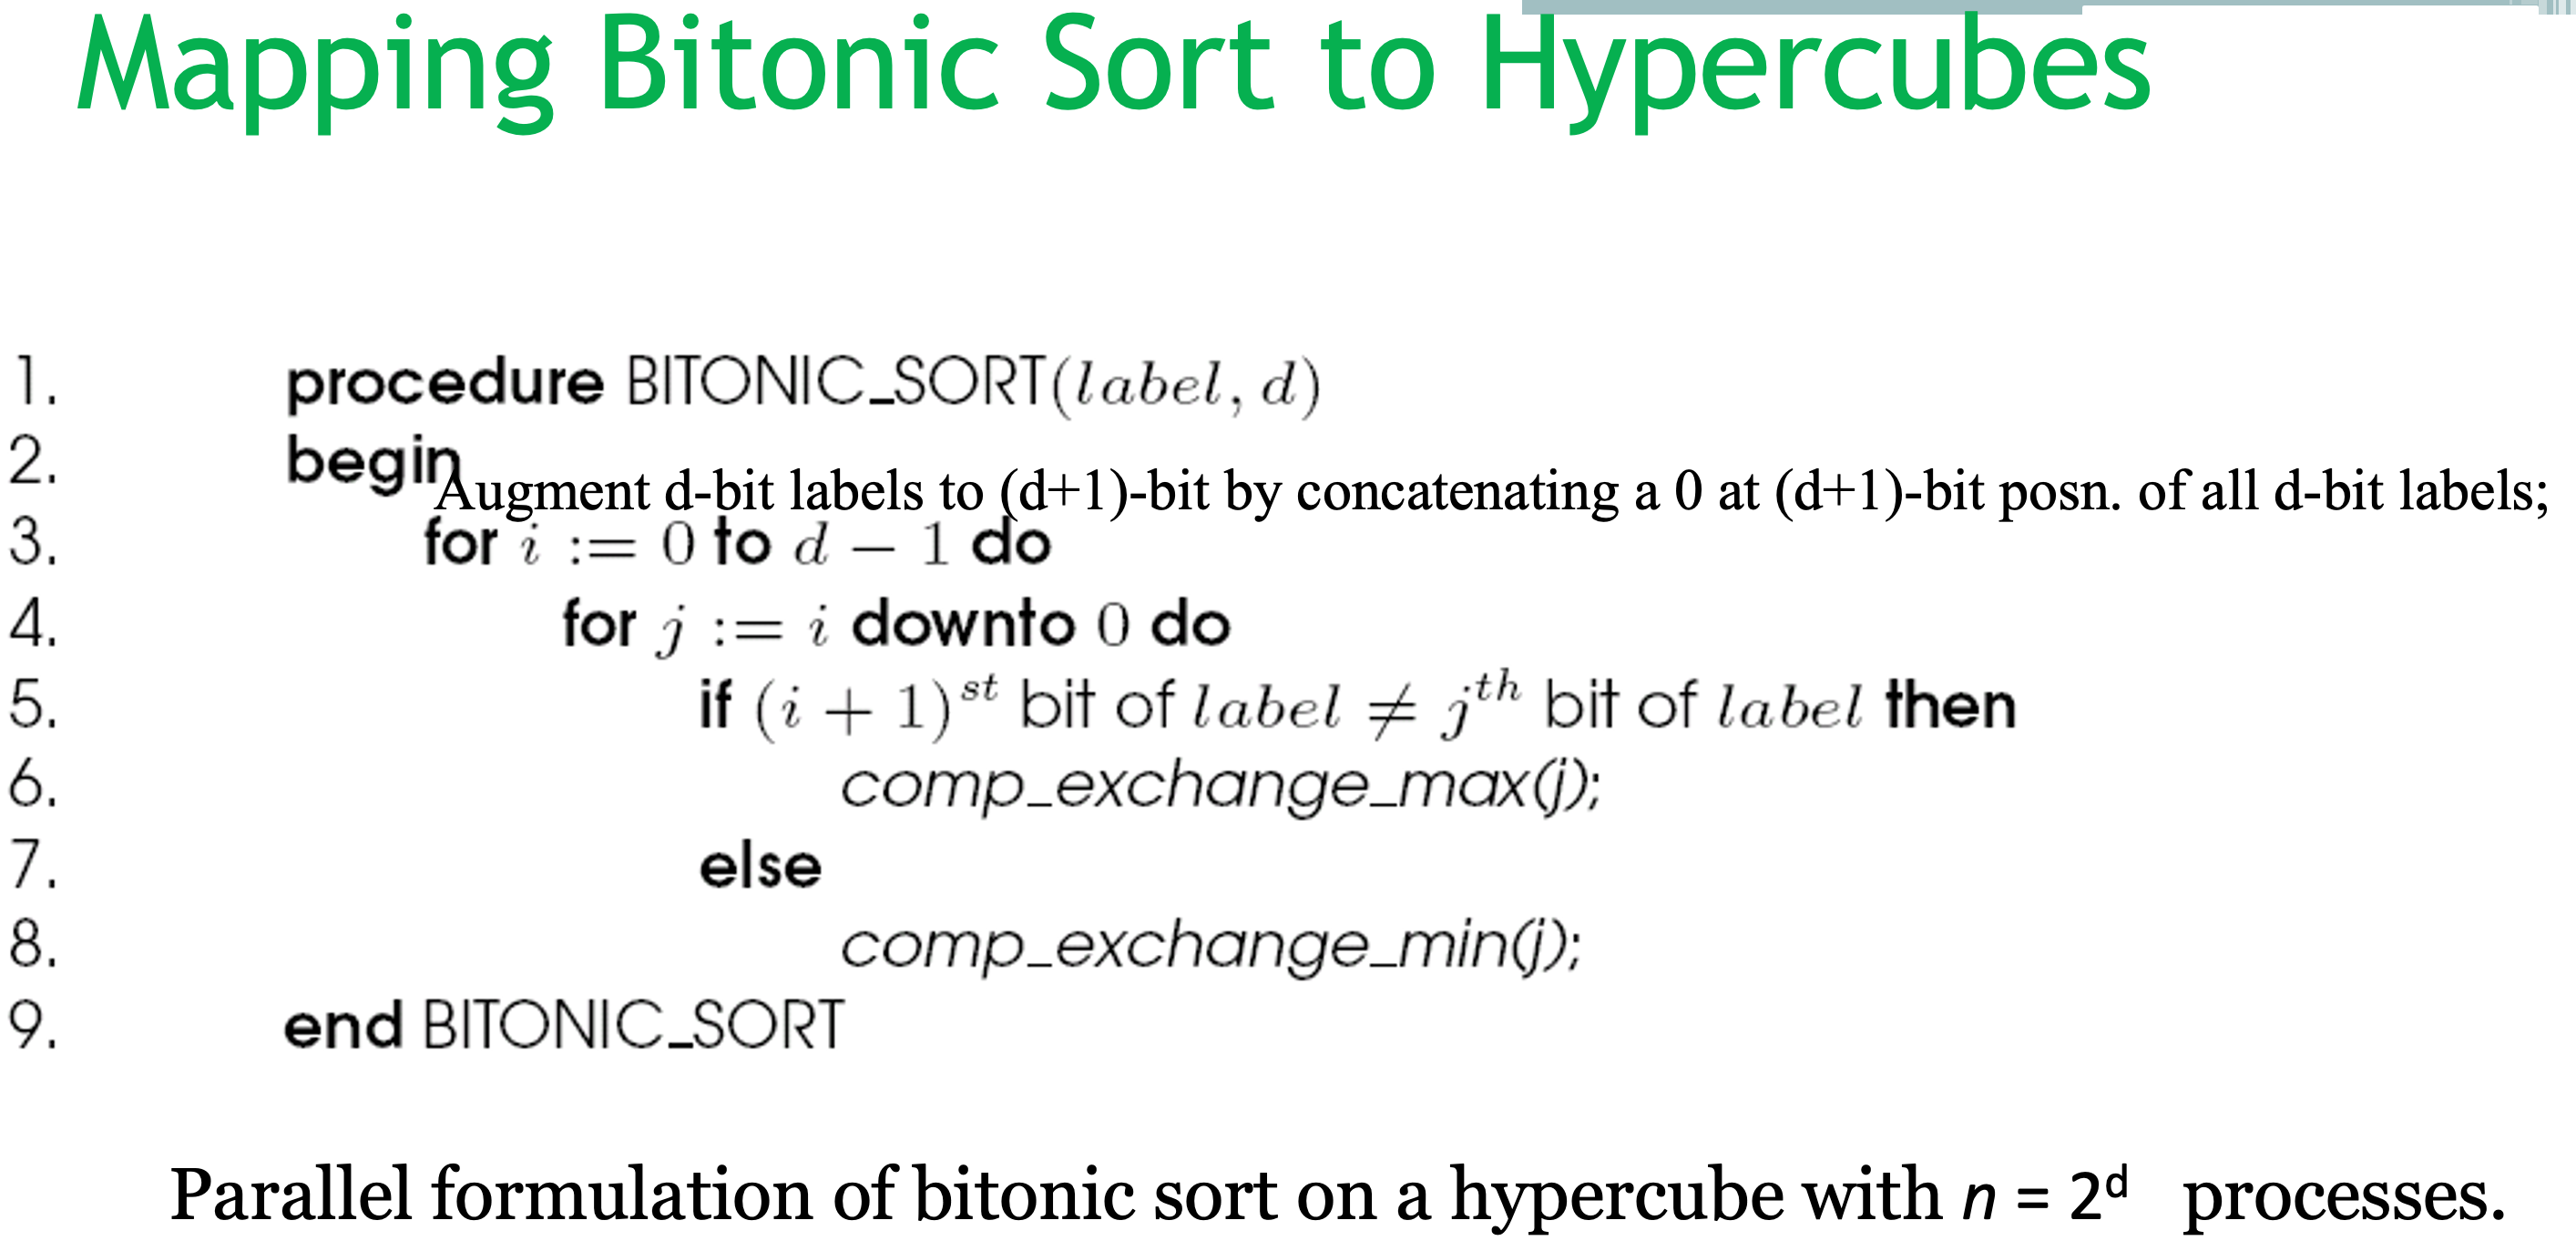 Mapping Bitonic Sort to Hypercubes
1. procedure BITONIC_SORT(label, d)
2. begin
Augment d-bit labels to (d+1)-bit by concatenating a 0 at (d+1)-bit posn. of all d-bit labels;
3. for i := 0 to d − 1 do
4. for j := i downto 0 do
5. if (i + 1)ˢᵗ bit of label ≠ jᵗʰ bit of label then
6. comp_exchange_max(j);
7. else
8. comp_exchange_min(j);
9. end BITONIC_SORT
Parallel formulation of bitonic sort on a hypercube with n = 2ᵈ processes.